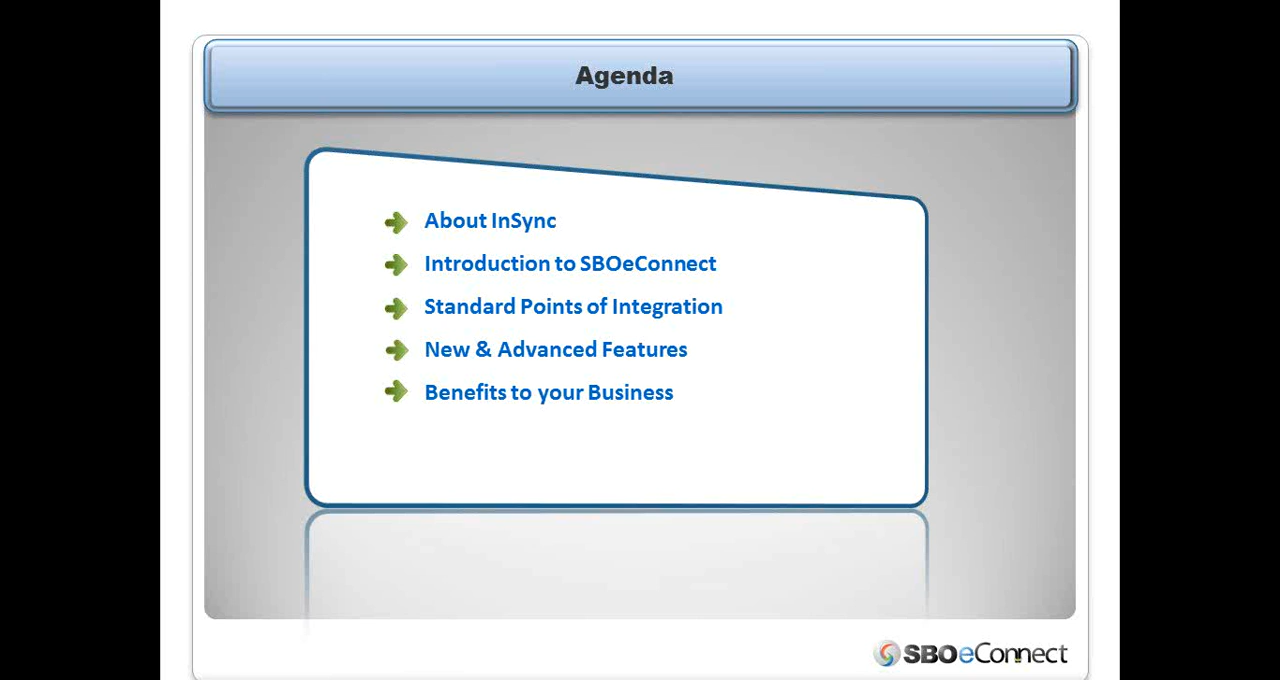 Agenda
About InSync
Introduction to SBOeConnect
Standard Points of Integration
New & Advanced Features
Benefits to your Business
SBOeConnect